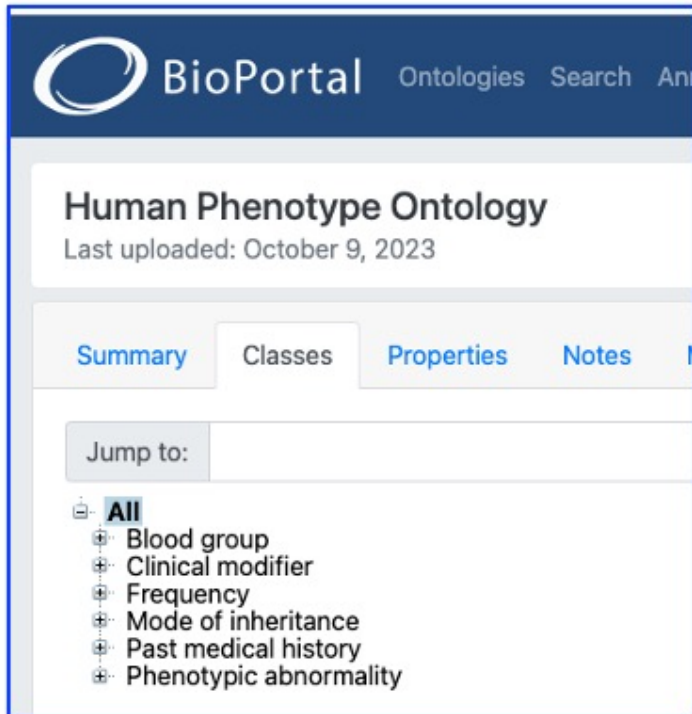 BioPortal Ontologies Search
Human Phenotype Ontology
Last uploaded: October 9, 2023
Summary Classes Properties Notes
Jump to:
All
Blood group
Clinical modifier
Frequency
Mode of inheritance
Past medical history
Phenotypic abnormality